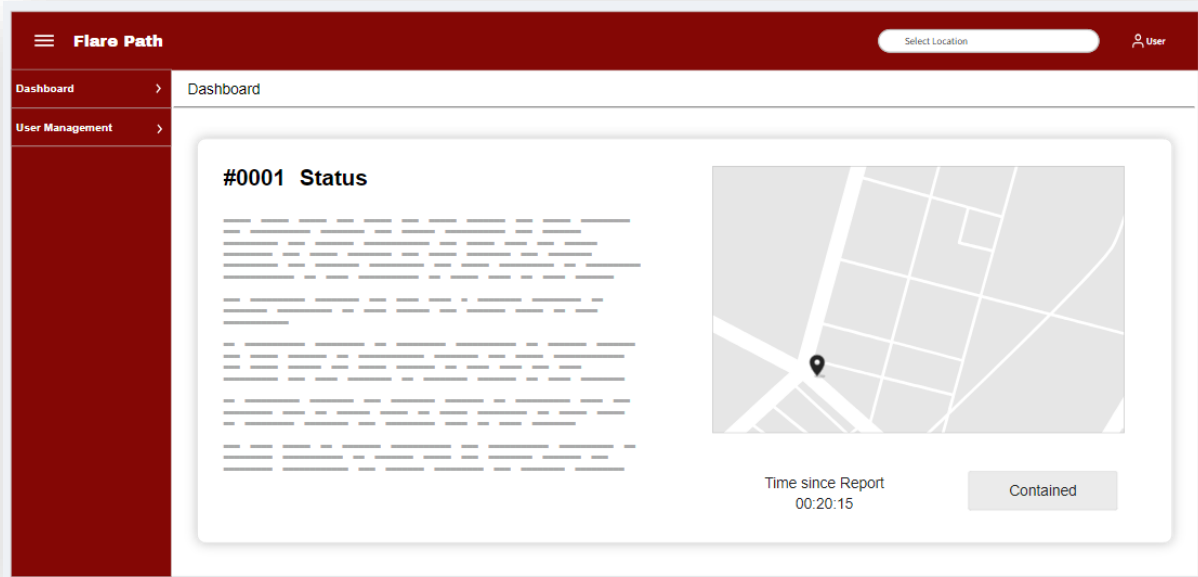 Flare Path
Select Location
User
Dashboard
User Management
Dashboard
#0001 Status
Time since Report
00:20:15
Contained